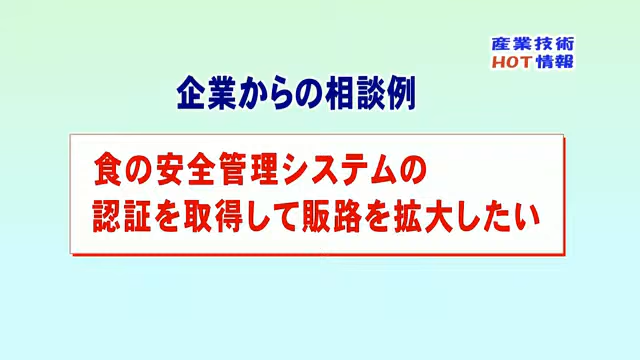 産業技術
HOT情報
企業からの相談例
食の安全管理システムの
認証を取得して販路を拡大したい